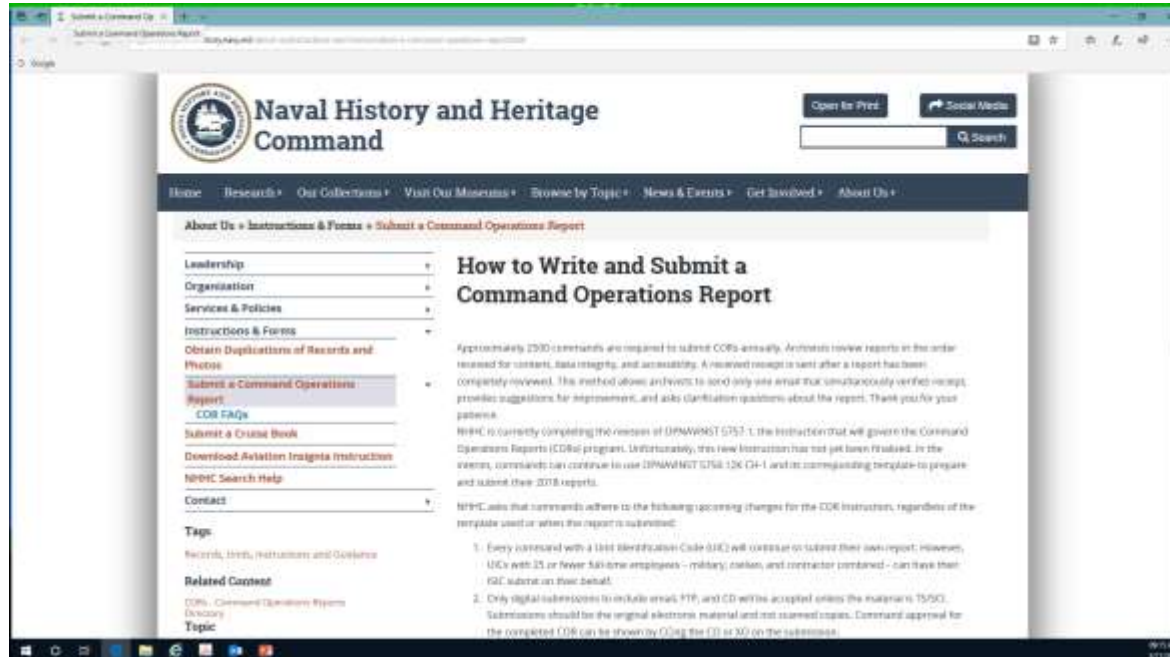 Submit a Command Op
Submit a Command Operations Report
Google
Naval History and Heritage
Command
Open for Print
Social Media
Search
Home Research Our Collections Visit Our Museums Browse by Topic News & Events Get Involved About Us
About Us » Instructions & Forms » Submit a Command Operations Report
Leadership
Organization
Services & Policies
Instructions & Forms
Obtain Duplications of Records and
Photos
Submit a Command Operations
Report
COR FAQs
Submit a Cruise Book
Download Aviation Insignia Instruction
NHHC Search Help
Contact
Tags
Records, Instructions and Guidance
Related Content
CORs - Command Operations Reports
Directory
Topic
How to Write and Submit a
Command Operations Report
Approximately 2500 commands are required to submit CORs annually. Archivists review reports in the order
received for content, data integrity, and accessibility. A received receipt is sent after a report has been
completely reviewed. This method allows archivists to send only one email that simultaneously verifies receipt,
provides suggestions for improvement, and asks clarification questions about the report. Thank you for your
patience.
NHHC is currently completing the revision of OPNAVINST 5757.1, the instruction that will govern the Command
Operations Reports (CORs) program. Unfortunately, this new Instruction has not yet been finalized. In the
interim, commands can continue to use OPNAVINST 5750.12K CH-1 and its corresponding template to prepare
and submit their 2018 reports.
NHHC asks that commands adhere to the following upcoming changes for the COR Instruction, regardless of the
template used or when the report is submitted:
1. Every command with a Unit Identification Code (UIC) will continue to submit their own report. However,
UICs with 25 or fewer full-time employees - military, civilian, and contractor combined - can have their
ISIC submit on their behalf.
2. Only digital submissions to include email, FTP, and CD will be accepted unless the material is TS/SCI.
Submissions should be the original electronic material and not scanned copies. Command approval for
the completed COR can be shown by CCing the CO or XO on the submission.